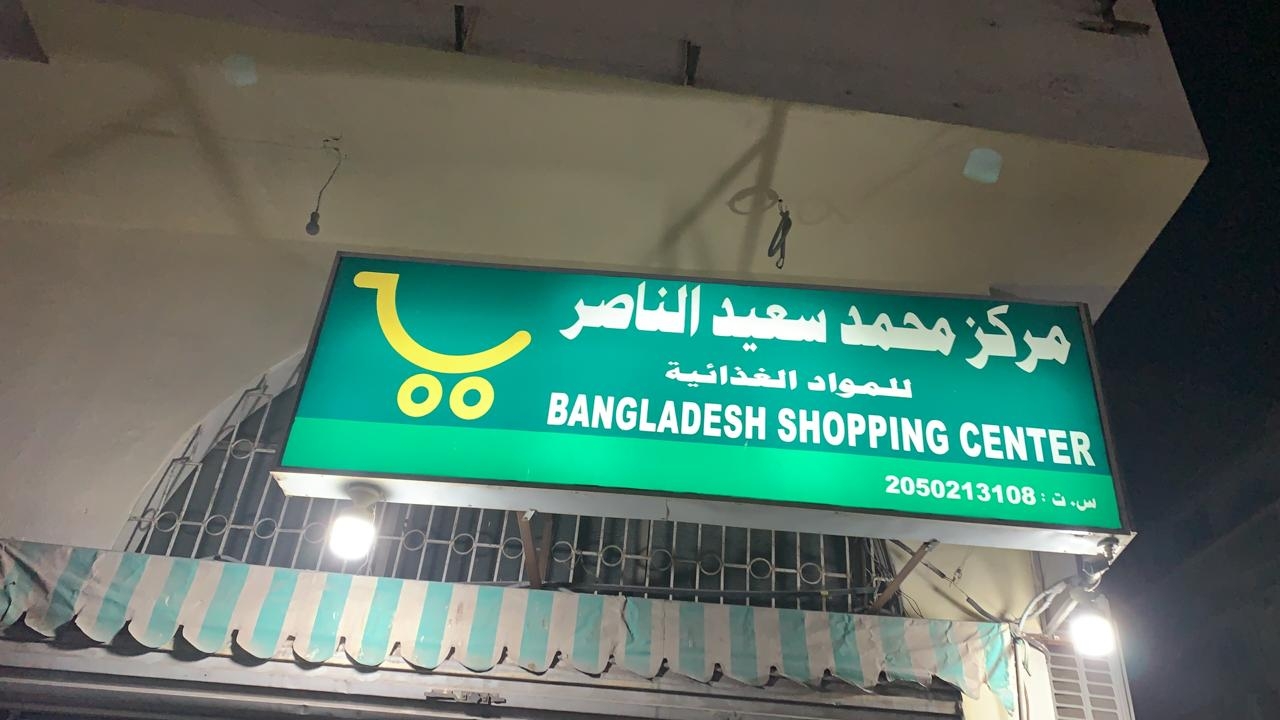 مركز محمد سعيد الناصر
للمواد الغذائية
BANGLADESH SHOPPING CENTER
س.ت : 2050213108